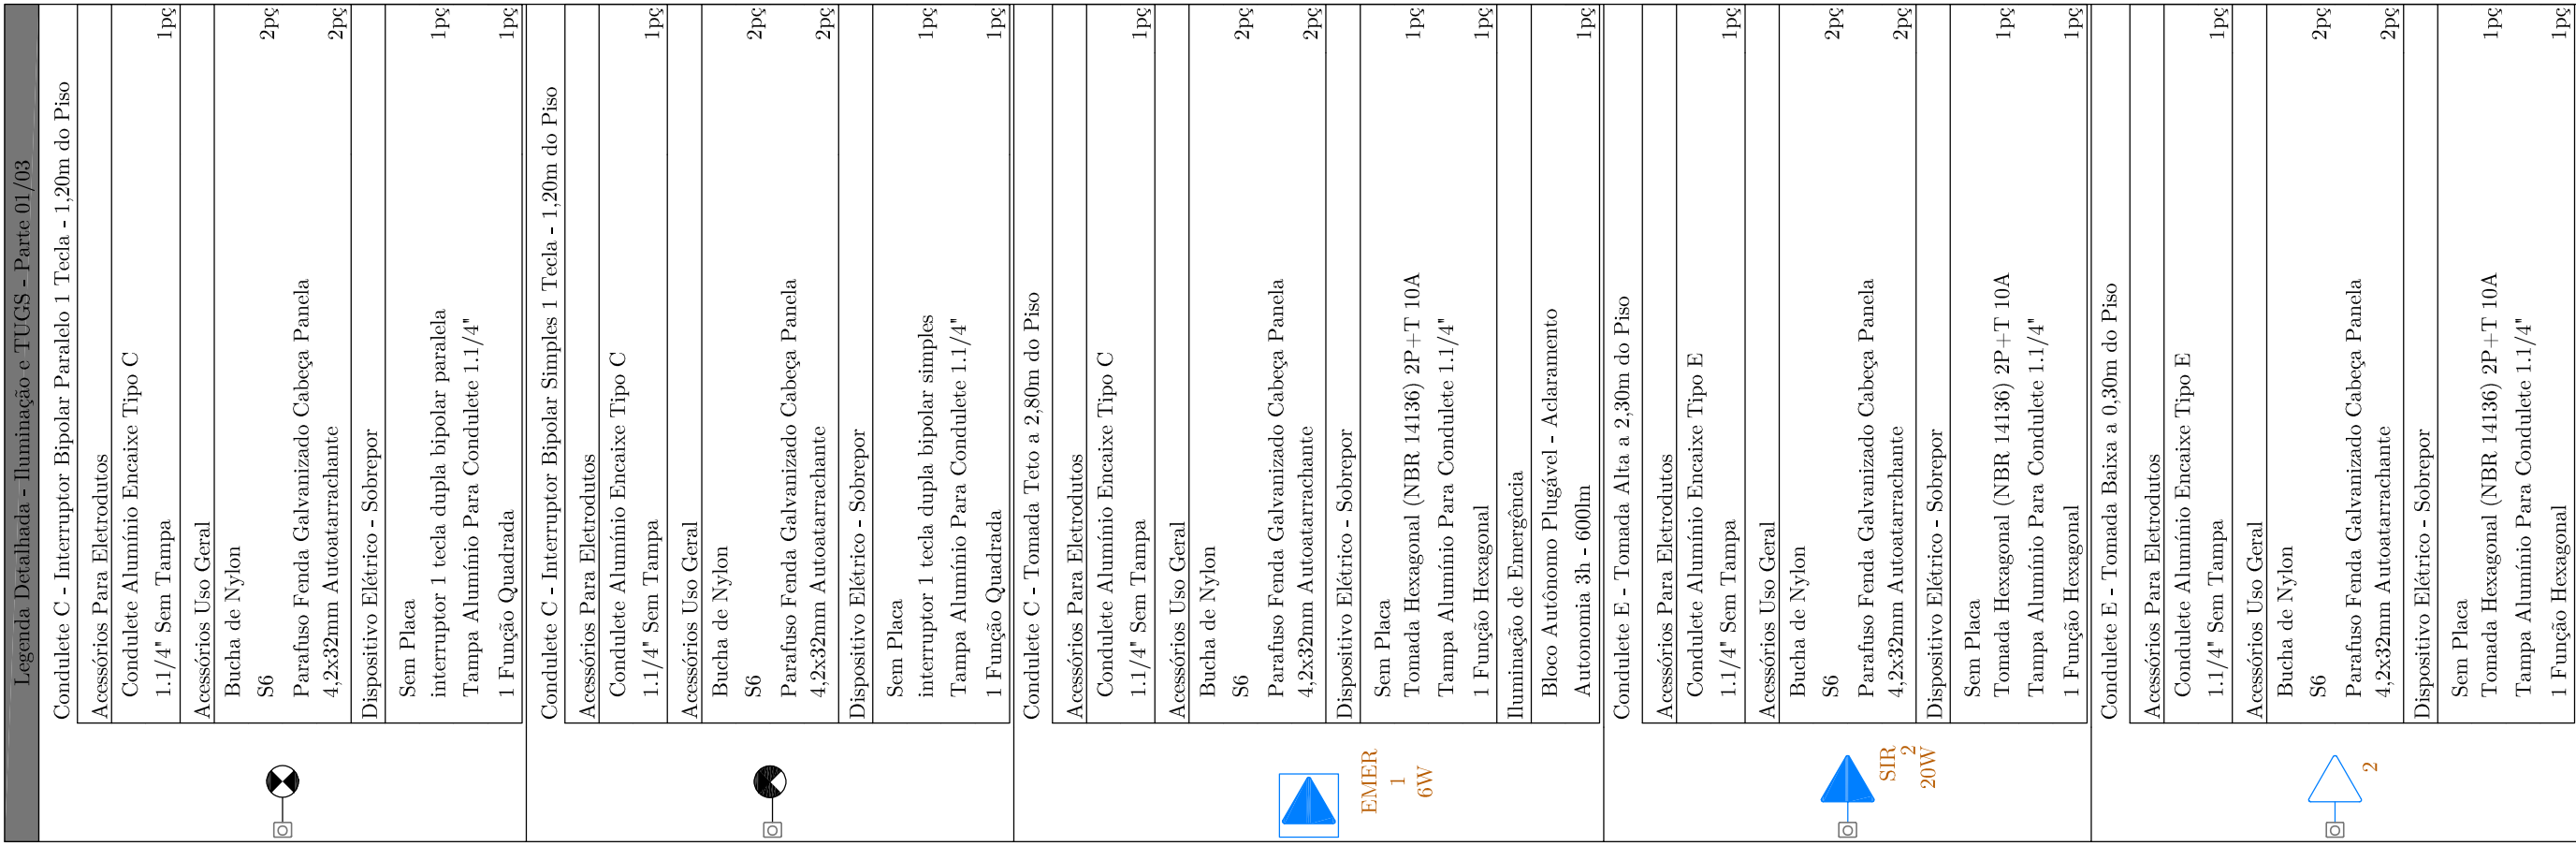 Legenda Detalhada - Iluminação e TUGS - Parte 01/03
Condulete C - Interruptor Bipolar Paralelo 1 Tecla - 1,20m do Piso
Acessórios Para Eletrodutos
Condulete Alumínio Encaixe Tipo C
1.1/4" Sem Tampa 1pç
Acessórios Uso Geral
Bucha de Nylon
S6 2pç
Parafuso Fenda Galvanizado Cabeça Panela
4,2x32mm Autoatarrachante 2pç
Dispositivo Elétrico - Sobrepor
Sem Placa
interruptor 1 tecla dupla bipolar paralela 1pç
Tampa Alumínio Para Condulete 1.1/4"
1 Função Quadrada 1pç
Condulete C - Interruptor Bipolar Simples 1 Tecla - 1,20m do Piso
Acessórios Para Eletrodutos
Condulete Alumínio Encaixe Tipo C
1.1/4" Sem Tampa 1pç
Acessórios Uso Geral
Bucha de Nylon
S6 2pç
Parafuso Fenda Galvanizado Cabeça Panela
4,2x32mm Autoatarrachante 2pç
Dispositivo Elétrico - Sobrepor
Sem Placa
interruptor 1 tecla dupla bipolar simples 1pç
Tampa Alumínio Para Condulete 1.1/4"
1 Função Quadrada 1pç
EMER
1
6W
Condulete C - Tomada Teto a 2,80m do Piso
Acessórios Para Eletrodutos
Condulete Alumínio Encaixe Tipo C
1.1/4" Sem Tampa 1pç
Acessórios Uso Geral
Bucha de Nylon
S6 2pç
Parafuso Fenda Galvanizado Cabeça Panela
4,2x32mm Autoatarrachante 2pç
Dispositivo Elétrico - Sobrepor
Sem Placa
Tomada Hexagonal (NBR 14136) 2P+T 10A 1pç
Tampa Alumínio Para Condulete 1.1/4"
1 Função Hexagonal 1pç
Iluminação de Emergência
Bloco Autônomo Plugável - Aclaramento
Autonomia 3h - 600lm 1pç
SIR
2
20W
Condulete E - Tomada Alta a 2,30m do Piso
Acessórios Para Eletrodutos
Condulete Alumínio Encaixe Tipo E
1.1/4" Sem Tampa 1pç
Acessórios Uso Geral
Bucha de Nylon
S6 2pç
Parafuso Fenda Galvanizado Cabeça Panela
4,2x32mm Autoatarrachante 2pç
Dispositivo Elétrico - Sobrepor
Sem Placa
Tomada Hexagonal (NBR 14136) 2P+T 10A 1pç
Tampa Alumínio Para Condulete 1.1/4"
1 Função Hexagonal 1pç
2
Condulete E - Tomada Baixa a 0,30m do Piso
Acessórios Para Eletrodutos
Condulete Alumínio Encaixe Tipo E
1.1/4" Sem Tampa 1pç
Acessórios Uso Geral
Bucha de Nylon
S6 2pç
Parafuso Fenda Galvanizado Cabeça Panela
4,2x32mm Autoatarrachante 2pç
Dispositivo Elétrico - Sobrepor
Sem Placa
Tomada Hexagonal (NBR 14136) 2P+T 10A 1pç
Tampa Alumínio Para Condulete 1.1/4"
1 Função Hexagonal 1pç